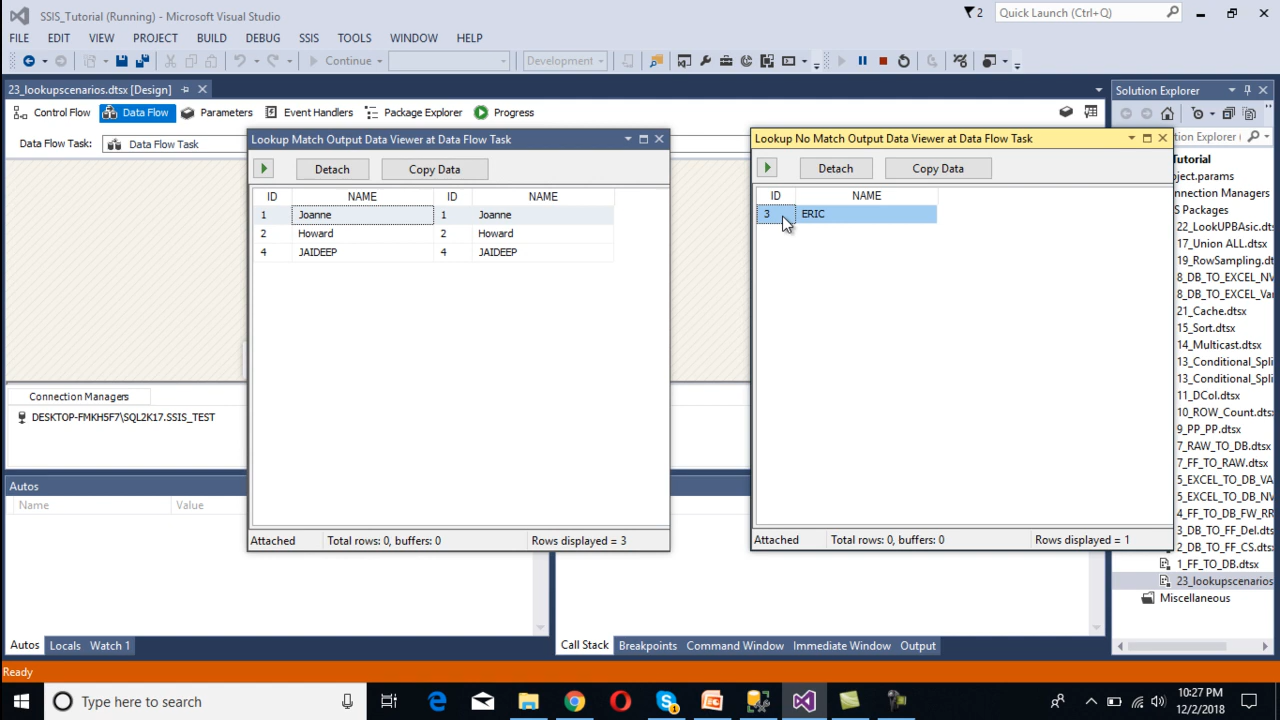 SSIS_Tutorial (Running) - Microsoft Visual Studio
2
Quick Launch (Ctrl+Q)
FILE EDIT VIEW PROJECT BUILD DEBUG SSIS TOOLS WINDOW HELP
Continue
Development
23_lookupscenarios.dtsx [Design]
Control Flow Data Flow Parameters Event Handlers Package Explorer Progress
Data Flow Task: Data Flow Task
Lookup Match Output Data Viewer at Data Flow Task
Detach Copy Data
ID NAME ID NAME
1 Joanne 1 Joanne
2 Howard 2 Howard
4 JAIDEEP 4 JAIDEEP
Attached Total rows: 0, buffers: 0 Rows displayed = 3
Lookup No Match Output Data Viewer at Data Flow Task
Detach Copy Data
ID NAME
3 ERIC
Attached Total rows: 0, buffers: 0 Rows displayed = 1
Solution Explorer
tion Explorer (
Tutorial
ject.params
nnection Managers
S Packages
22_LookUPBAsic.dts
17_Union ALL.dtsx
19_RowSampling.dt
8_DB_TO_EXCEL_NV
8_DB_TO_EXCEL_Va
21_Cache.dtsx
15_Sort.dtsx
14_Multicast.dtsx
13_Conditional_Spli
13_Conditional_Spli
11_DCol.dtsx
10_ROW_Count.dtsx
9_PP_PP.dtsx
7_RAW_TO_DB.dtsx
7_FF_TO_RAW.dtsx
5_EXCEL_TO_DB_VA
5_EXCEL_TO_DB_NV
4_FF_TO_DB_FW_RR
3_DB_TO_FF_Del.dts
2_DB_TO_FF_CS.dts
1_FF_TO_DB.dtsx
23_lookupscenarios
Miscellaneous
Connection Managers
DESKTOP-FMKH5F7\SQL2K17.SSIS_TEST
Autos
Name Value
Autos Locals Watch 1
Call Stack Breakpoints Command Window Immediate Window Output
Ready
Type here to search
10:27 PM
12/2/2018